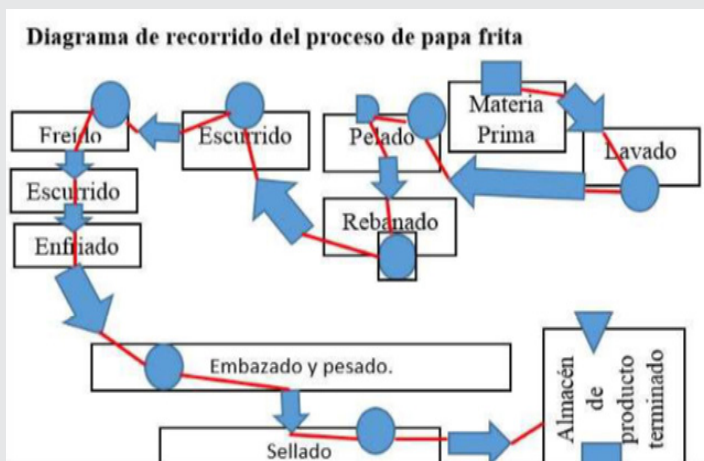 Diagrama de recorrido del proceso de papa frita
Materia
Prima
Lavado
Pelado
Rebanado
Escurrido
Freído
Escurrido
Enfriado
Embazado y pesado.
Sellado
Almacén
de
producto
terminado